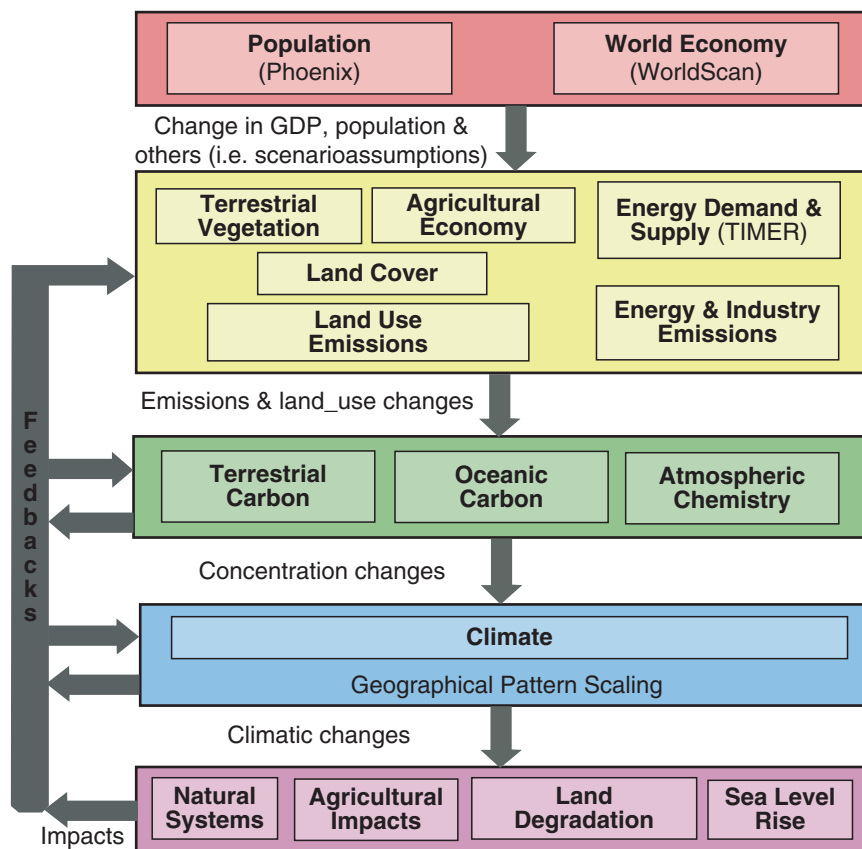 Population
(Phoenix)
World Economy
(WorldScan)
Change in GDP, population &
others (i.e. scenarioassumptions)
Terrestrial
Vegetation
Agricultural
Economy
Energy Demand &
Supply (TIMER)
Land Cover
Land Use
Emissions
Energy & Industry
Emissions
Emissions & land_use changes
Feedbacks
Terrestrial
Carbon
Oceanic
Carbon
Atmospheric
Chemistry
Concentration changes
Climate
Geographical Pattern Scaling
Climatic changes
Natural
Systems
Agricultural
Impacts
Land
Degradation
Sea Level
Rise
Impacts